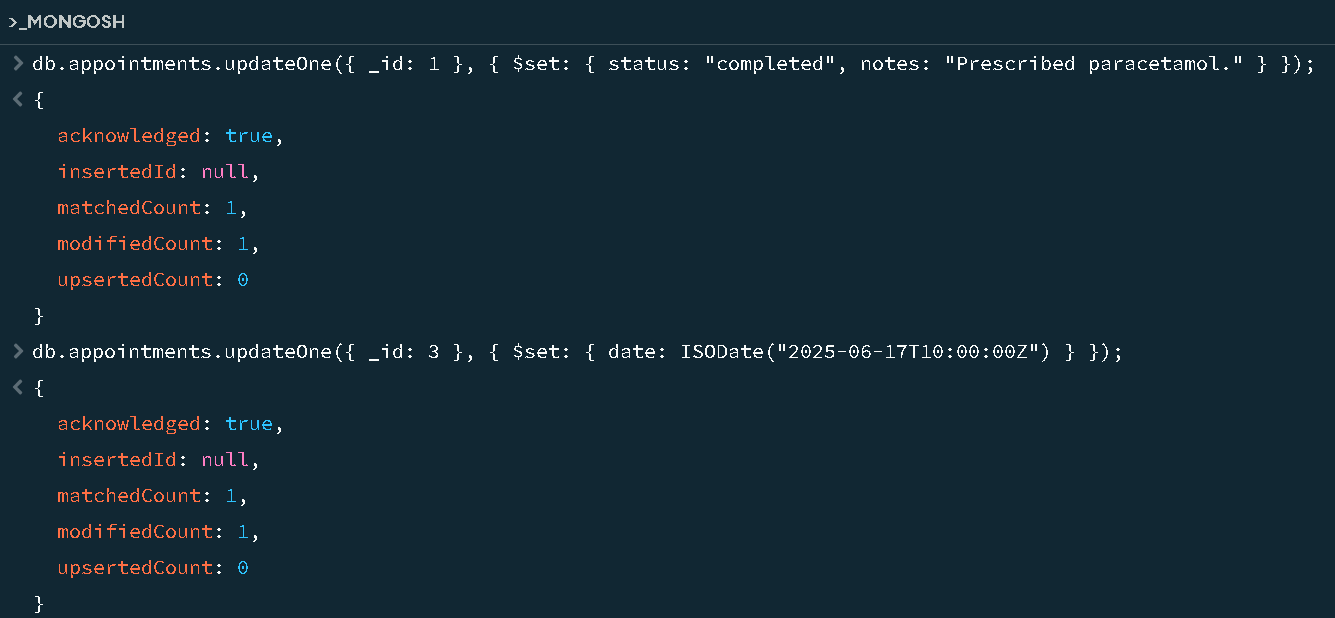 >_MONGOSH
> db.appointments.updateOne({ _id: 1 }, { $set: { status: "completed", notes: "Prescribed paracetamol." } });
< {
    acknowledged: true,
    insertedId: null,
    matchedCount: 1,
    modifiedCount: 1,
    upsertedCount: 0
  }
> db.appointments.updateOne({ _id: 3 }, { $set: { date: ISODate("2025-06-17T10:00:00Z") } });
< {
    acknowledged: true,
    insertedId: null,
    matchedCount: 1,
    modifiedCount: 1,
    upsertedCount: 0
  }